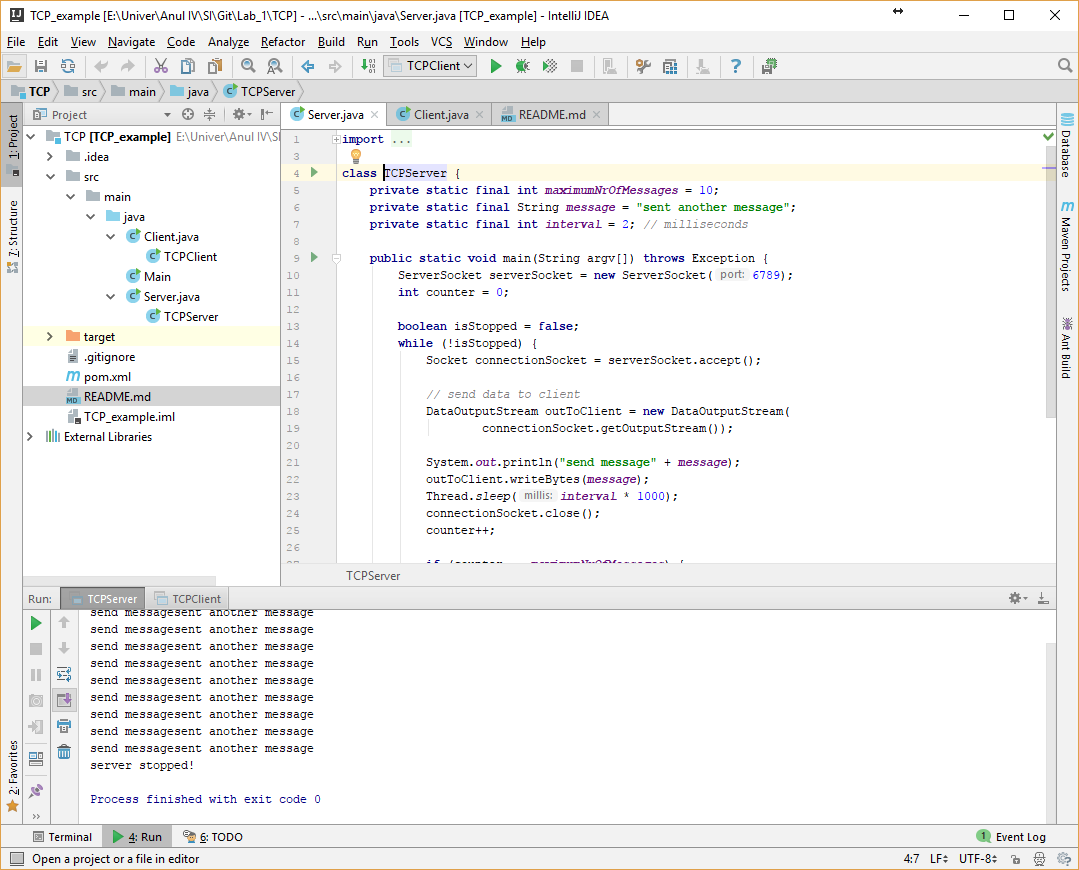 TCP_example [E:\Univer\Anul IV\SI\Git\Lab_1\TCP] - ...\src\main\java\Server.java [TCP_example] - IntelliJ IDEA
File Edit View Navigate Code Analyze Refactor Build Run Tools VCS Window Help
TCPClient
TCP src main java TCPServer
Project
Server.java Client.java README.md
1: Project
7: Structure
2: Favorites
TCP [TCP_example] E:\Univer\Anul IV\SI
.idea
src
main
java
Client.java
TCPClient
Main
Server.java
TCPServer
target
.gitignore
pom.xml
README.md
TCP_example.iml
External Libraries
1 import ...
3
4 class TCPServer {
5 private static final int maximumNrOfMessages = 10;
6 private static final String message = "sent another message";
7 private static final int interval = 2; // milliseconds
8
9 public static void main(String argv[]) throws Exception {
10 ServerSocket serverSocket = new ServerSocket( port: 6789);
11 int counter = 0;
12
13 boolean isStopped = false;
14 while (!isStopped) {
15 Socket connectionSocket = serverSocket.accept();
16
17 // send data to client
18 DataOutputStream outToClient = new DataOutputStream(
19 connectionSocket.getOutputStream());
20
21 System.out.println("send message" + message);
22 outToClient.writeBytes(message);
23 Thread.sleep( millis: interval * 1000);
24 connectionSocket.close();
25 counter++;
26
TCPServer
Database
Maven Projects
Ant Build
Run: TCPServer TCPClient
send messagesent another message
send messagesent another message
send messagesent another message
send messagesent another message
send messagesent another message
send messagesent another message
send messagesent another message
send messagesent another message
send messagesent another message
server stopped!
Process finished with exit code 0
Terminal 4: Run 6: TODO 1 Event Log
Open a project or a file in editor 4:7 LF UTF-8